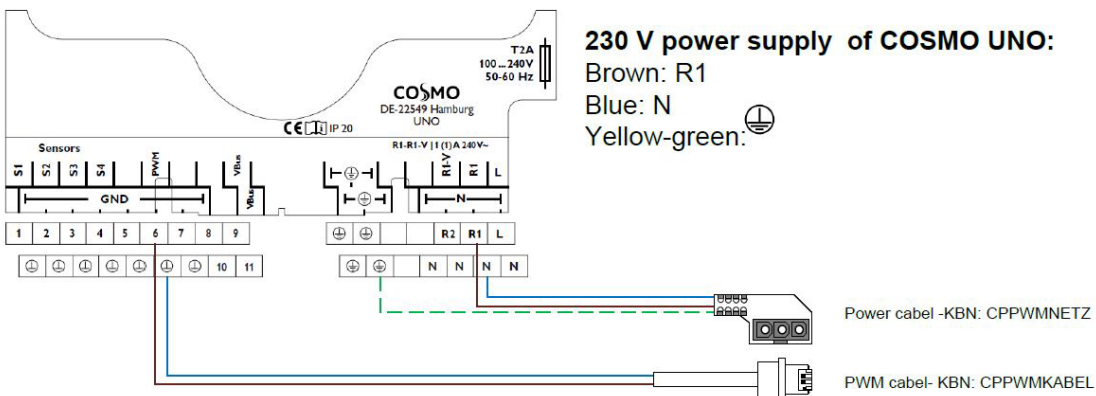 T2A
100 ... 240V
50-60 Hz
COSMO
DE-22549 Hamburg
UNO
CE IP 20
230 V power supply of COSMO UNO:
Brown: R1
Blue: N
Yellow-green:
Sensors
R1-R1-V | 1 (1) A 240 V~
S1 S2 S3 S4 PWM VBus R1-V R1 L
GND VBus N
1 2 3 4 5 6 7 8 9 R2 R1 L
10 11 N N N N
Power cabel -KBN: CPPWMNETZ
PWM cabel- KBN: CPPWMKABEL